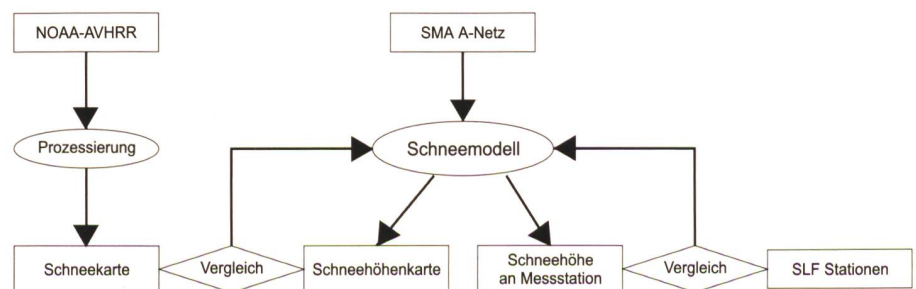 NOAA-AVHRR
SMA A-Netz
Prozessierung
Schneemodell
Schneekarte
Vergleich
Schneehöhenkarte
Schneehöhe
an Messstation
Vergleich
SLF Stationen